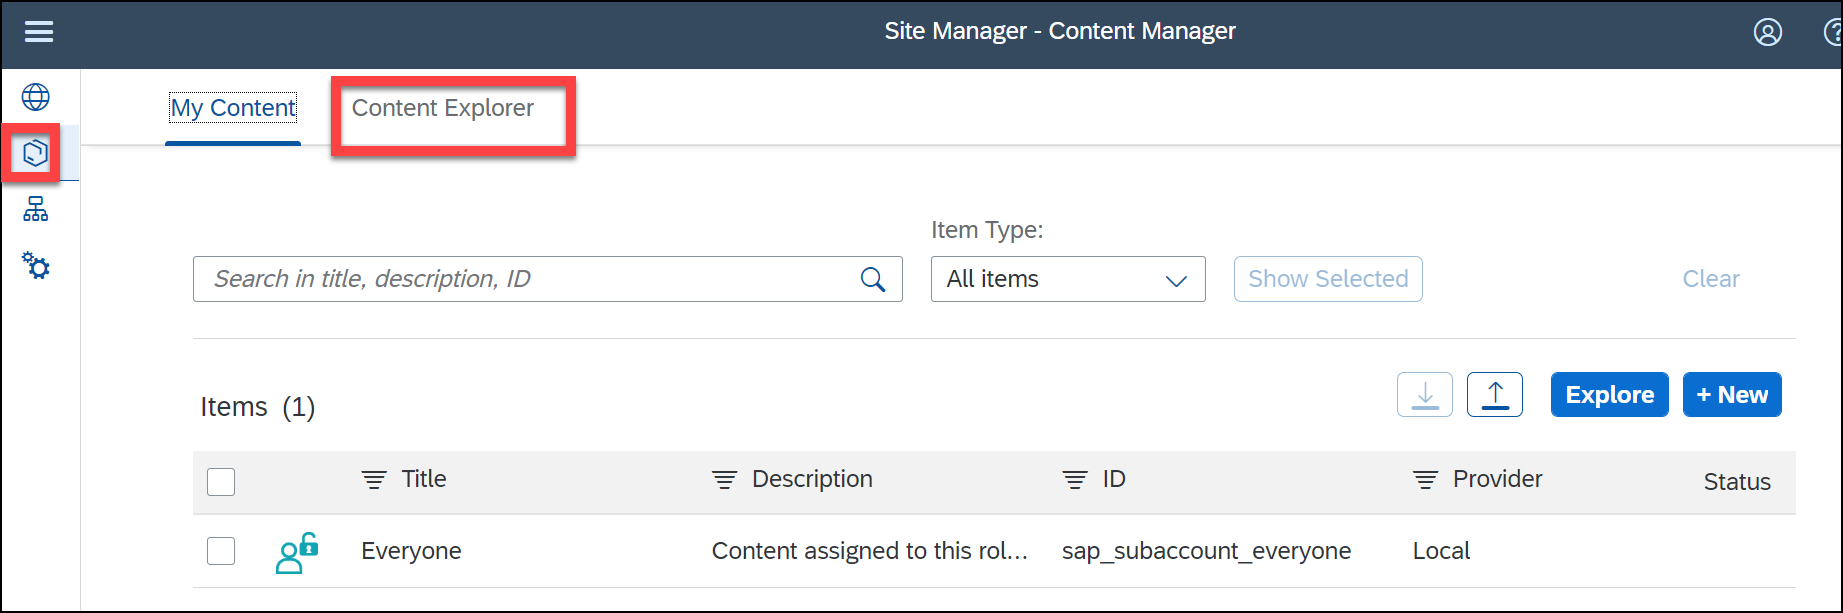 Site Manager - Content Manager
My Content
Content Explorer
Item Type:
Search in title, description, ID
All items
Show Selected
Clear
Items (1)
Explore
+ New
Title
Description
ID
Provider
Status
Everyone
Content assigned to this rol...
sap_subaccount_everyone
Local